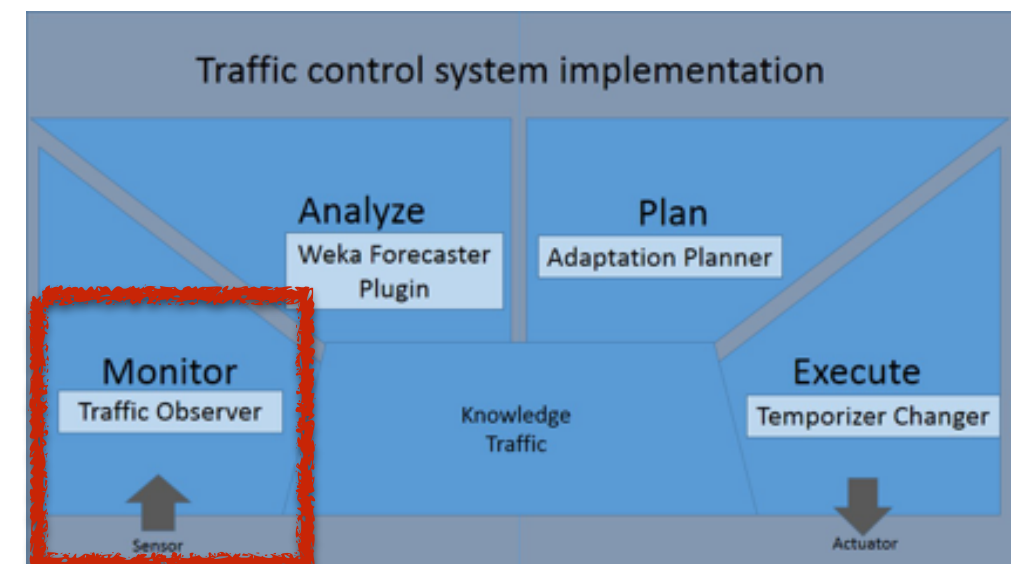 Traffic control system implementation
Analyze
Weka Forecaster
Plugin
Plan
Adaptation Planner
Monitor
Traffic Observer
Knowledge
Traffic
Execute
Temporizer Changer
Sensor
Actuator